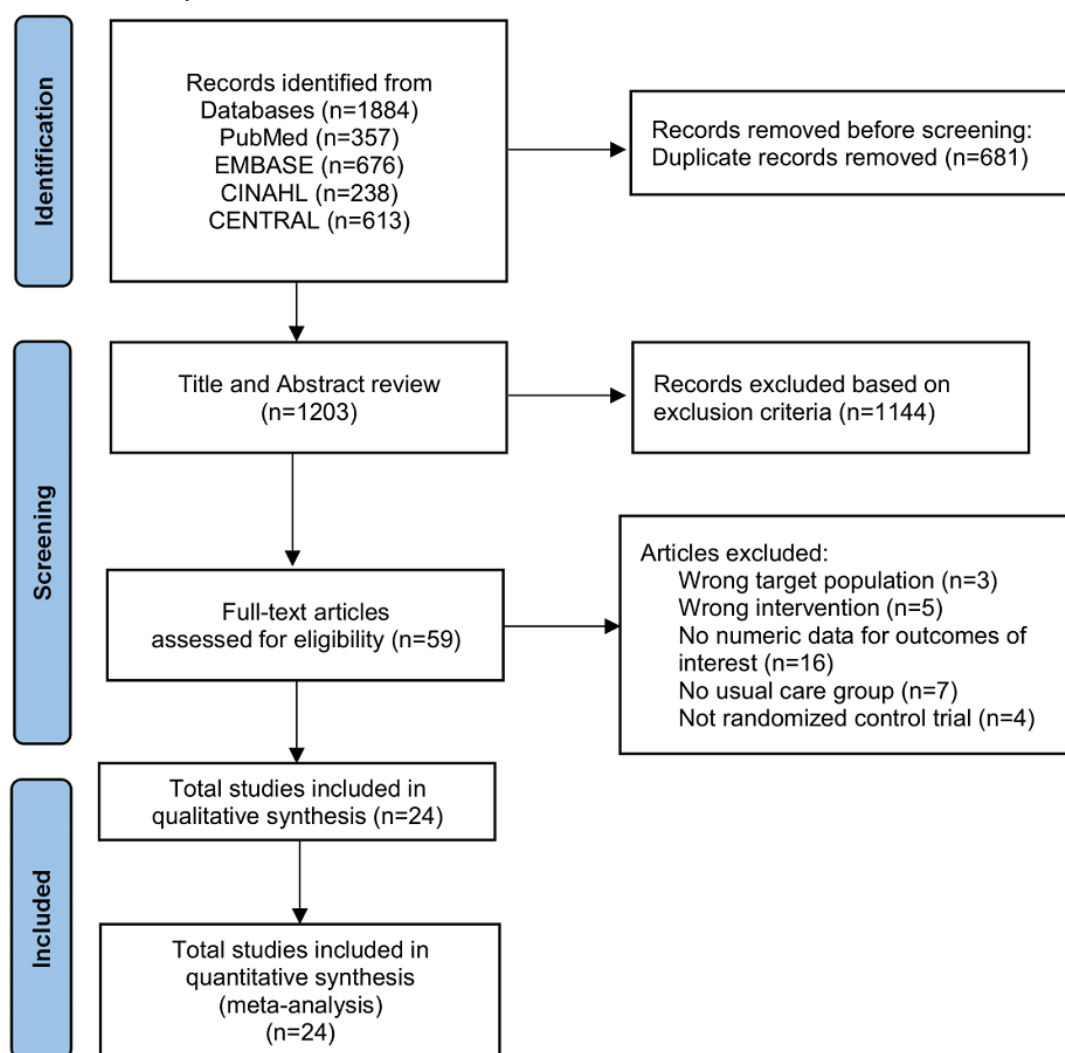 Identification
Records identified from
Databases (n=1884)
PubMed (n=357)
EMBASE (n=676)
CINAHL (n=238)
CENTRAL (n=613)
Records removed before screening:
Duplicate records removed (n=681)
Screening
Title and Abstract review
(n=1203)
Records excluded based on
exclusion criteria (n=1144)
Full-text articles
assessed for eligibility (n=59)
Articles excluded:
Wrong target population (n=3)
Wrong intervention (n=5)
No numeric data for outcomes of
interest (n=16)
No usual care group (n=7)
Not randomized control trial (n=4)
Included
Total studies included in
qualitative synthesis (n=24)
Total studies included in
quantitative synthesis
(meta-analysis)
(n=24)